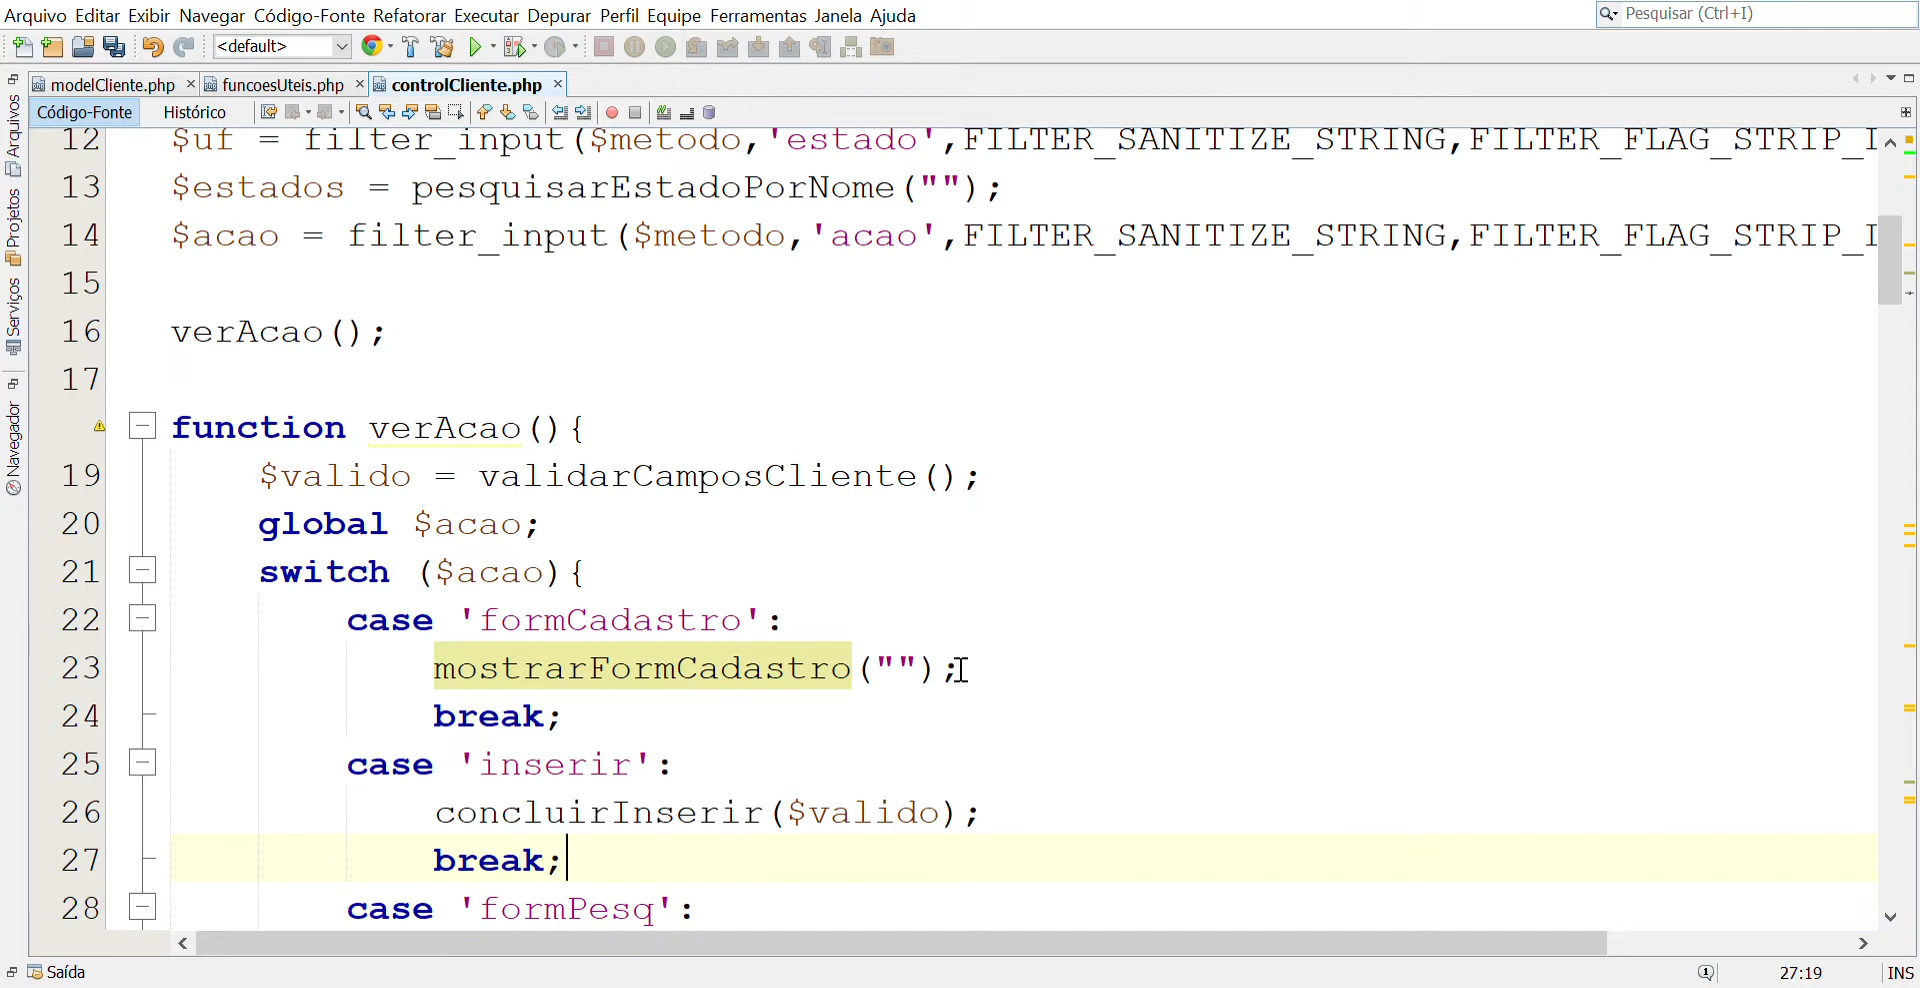 Arquivo Editar Exibir Navegar Código-Fonte Refatorar Executar Depurar Perfil Equipe Ferramentas Janela Ajuda
Pesquisar (Ctrl+I)
<default>
modelCliente.php
funcoesUteis.php
controlCliente.php
Código-Fonte
Histórico
Arquivos
Projetos
Serviços
Navegador
12 $uf = filter_input($metodo,'estado',FILTER_SANITIZE_STRING,FILTER_FLAG_STRIP_
13 $estados = pesquisarEstadoPorNome("");
14 $acao = filter_input($metodo,'acao',FILTER_SANITIZE_STRING,FILTER_FLAG_STRIP_
15
16 verAcao();
17
function verAcao(){
19 $valido = validarCamposCliente();
20 global $acao;
21 switch ($acao){
22 case 'formCadastro':
23 mostrarFormCadastro("");
24 break;
25 case 'inserir':
26 concluirInserir($valido);
27 break;
28 case 'formPesq':
Saída
1
27:19
INS